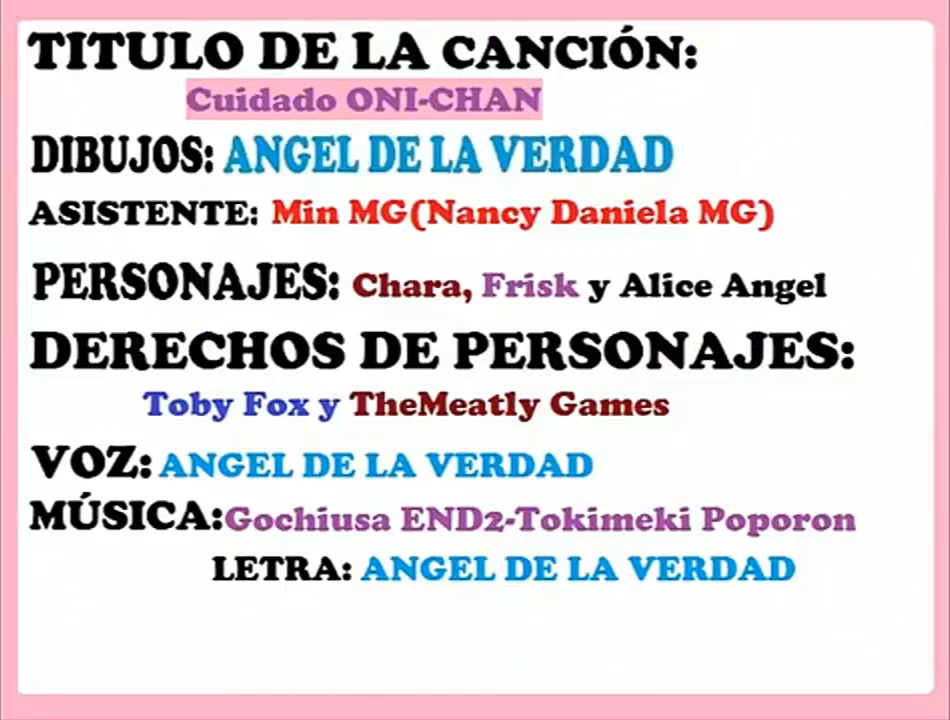 TITULO DE LA CANCIÓN:
Cuidado ONI-CHAN
DIBUJOS: ANGEL DE LA VERDAD
ASISTENTE: Min MG(Nancy Daniela MG)
PERSONAJES: Chara, Frisk y Alice Angel
DERECHOS DE PERSONAJES:
Toby Fox y TheMeatly Games
VOZ: ANGEL DE LA VERDAD
MÚSICA:Gochiusa END2-Tokimeki Poporon
LETRA: ANGEL DE LA VERDAD